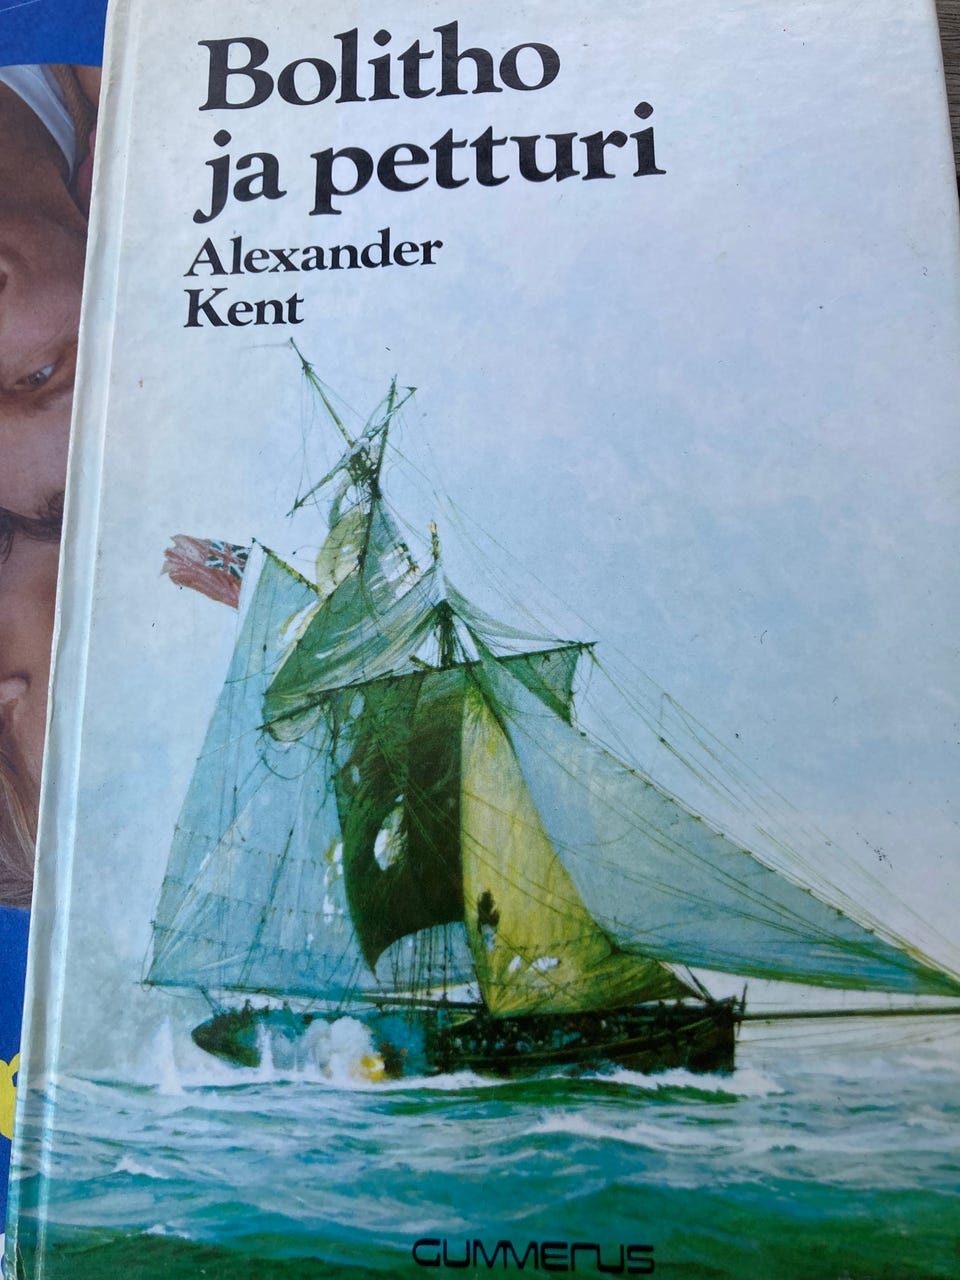 Bolitho
ja petturi
Alexander
Kent
GUMMERUS